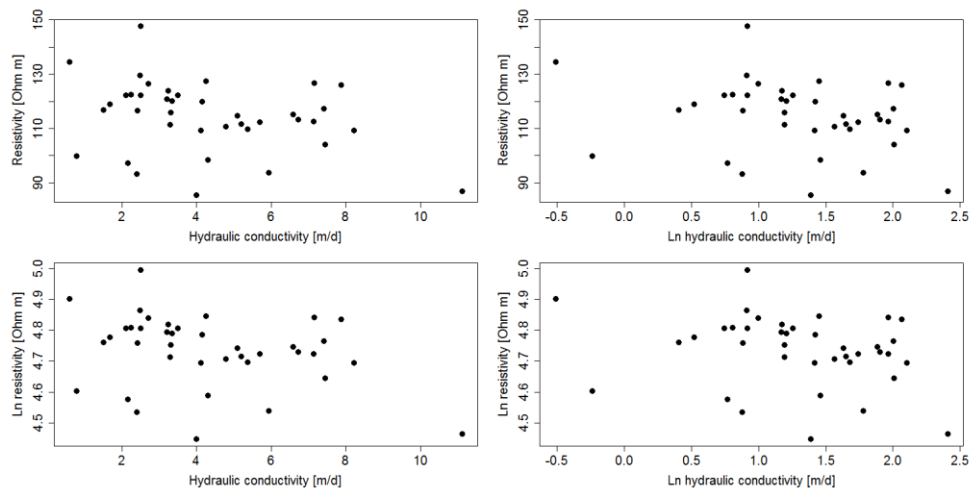 150
130
110
90
Resistivity [Ohm m]
2 4 6 8 10
Hydraulic conductivity [m/d]
150
130
110
90
Resistivity [Ohm m]
-0.5 0.0 0.5 1.0 1.5 2.0 2.5
Ln hydraulic conductivity [m/d]
5.0
4.9
4.8
4.7
4.6
4.5
Ln resistivity [Ohm m]
2 4 6 8 10
Hydraulic conductivity [m/d]
5.0
4.9
4.8
4.7
4.6
4.5
Ln resistivity [Ohm m]
-0.5 0.0 0.5 1.0 1.5 2.0 2.5
Ln hydraulic conductivity [m/d]